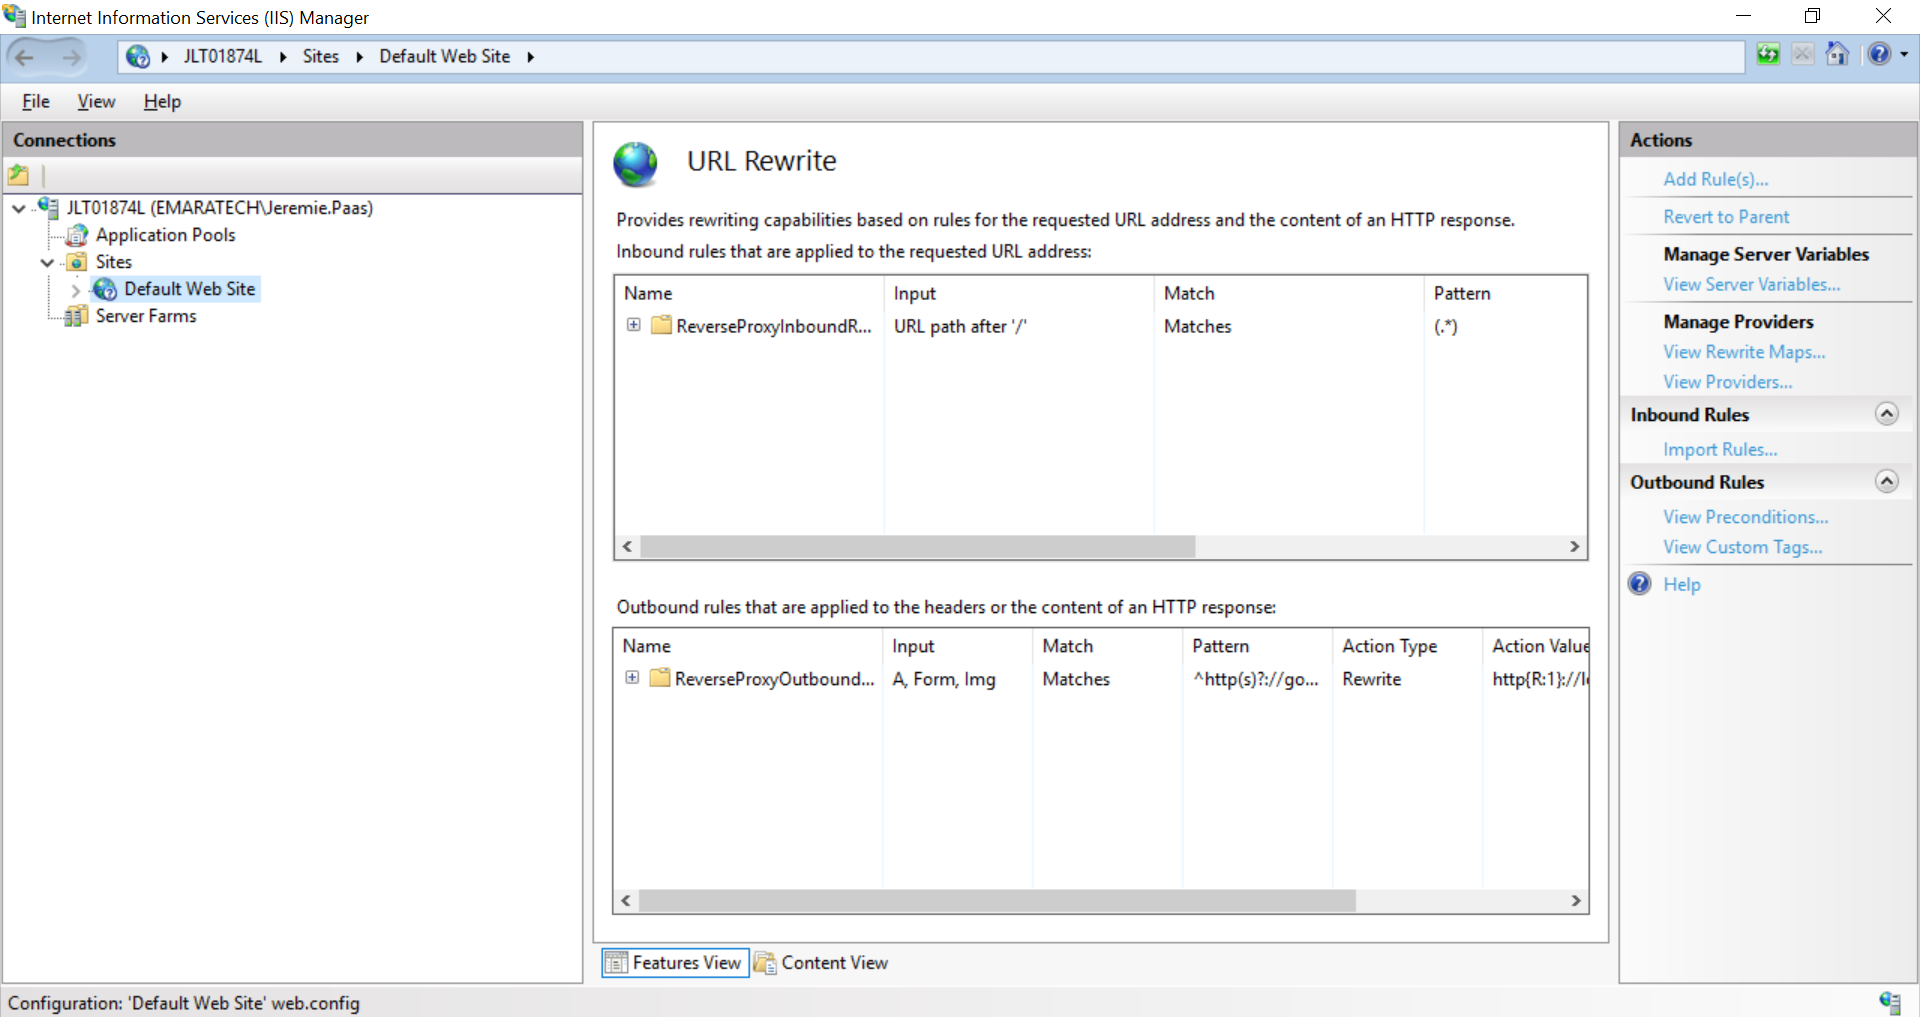 Internet Information Services (IIS) Manager
JLT01874L Sites Default Web Site
File View Help
Connections
JLT01874L (EMARATECH\Jeremie.Paas)
Application Pools
Sites
Default Web Site
Server Farms
URL Rewrite
Provides rewriting capabilities based on rules for the requested URL address and the content of an HTTP response.
Inbound rules that are applied to the requested URL address:
Name Input Match Pattern
ReverseProxyInboundR... URL path after '/' Matches (.*)
Outbound rules that are applied to the headers or the content of an HTTP response:
Name Input Match Pattern Action Type Action Value
ReverseProxyOutbound... A, Form, Img Matches ^http(s)?://go... Rewrite http{R:1}://l
Features View Content View
Actions
Add Rule(s)...
Revert to Parent
Manage Server Variables
View Server Variables...
Manage Providers
View Rewrite Maps...
View Providers...
Inbound Rules
Import Rules...
Outbound Rules
View Preconditions...
View Custom Tags...
Help
Configuration: 'Default Web Site' web.config